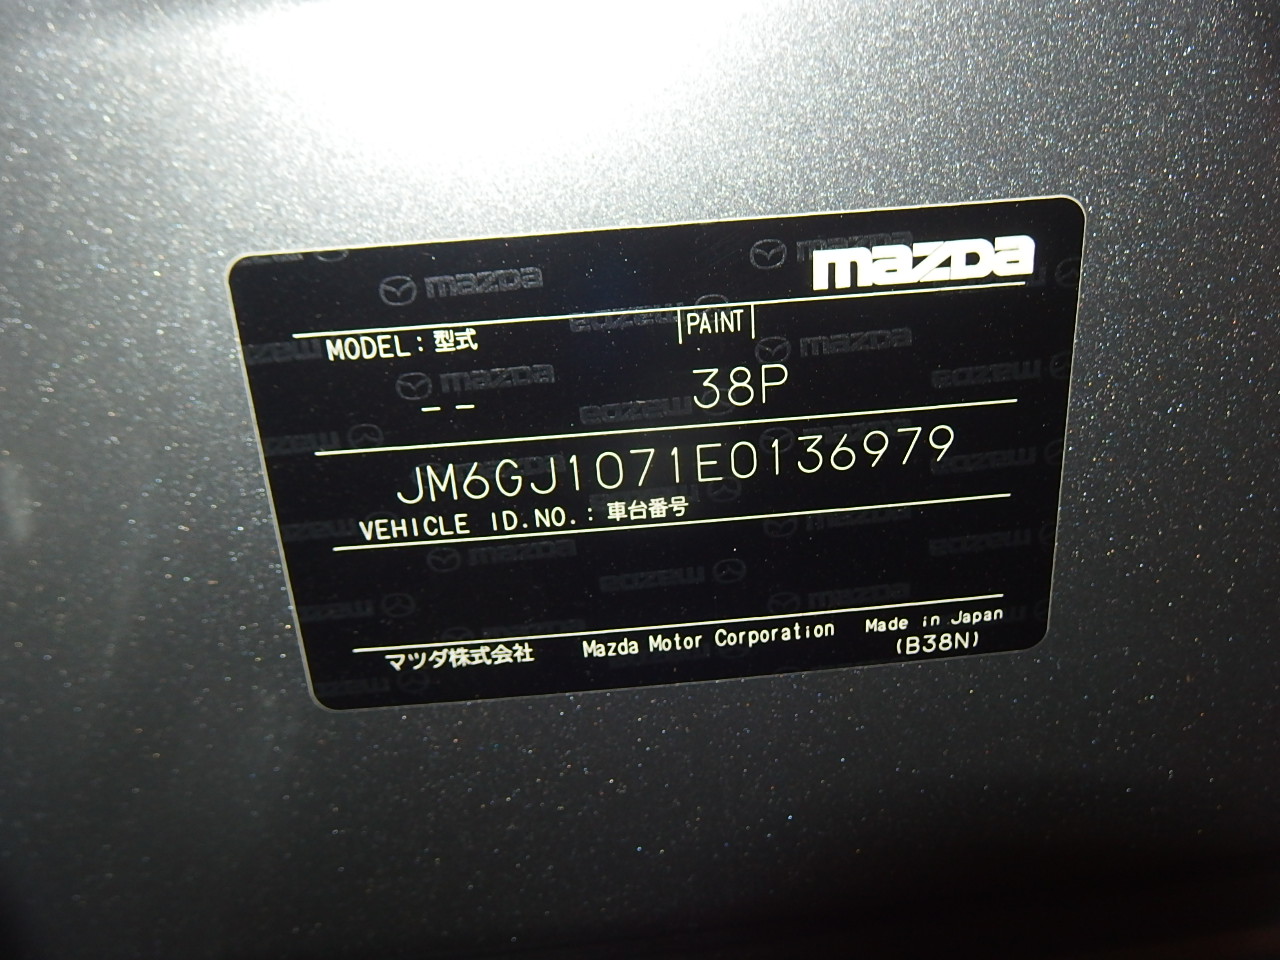 mazda
MODEL:型式
PAINT
--
38P
JM6GJ1071E0136979
VEHICLE ID.NO.:車台番号
マツダ株式会社 Mazda Motor Corporation Made in Japan
(B38N)